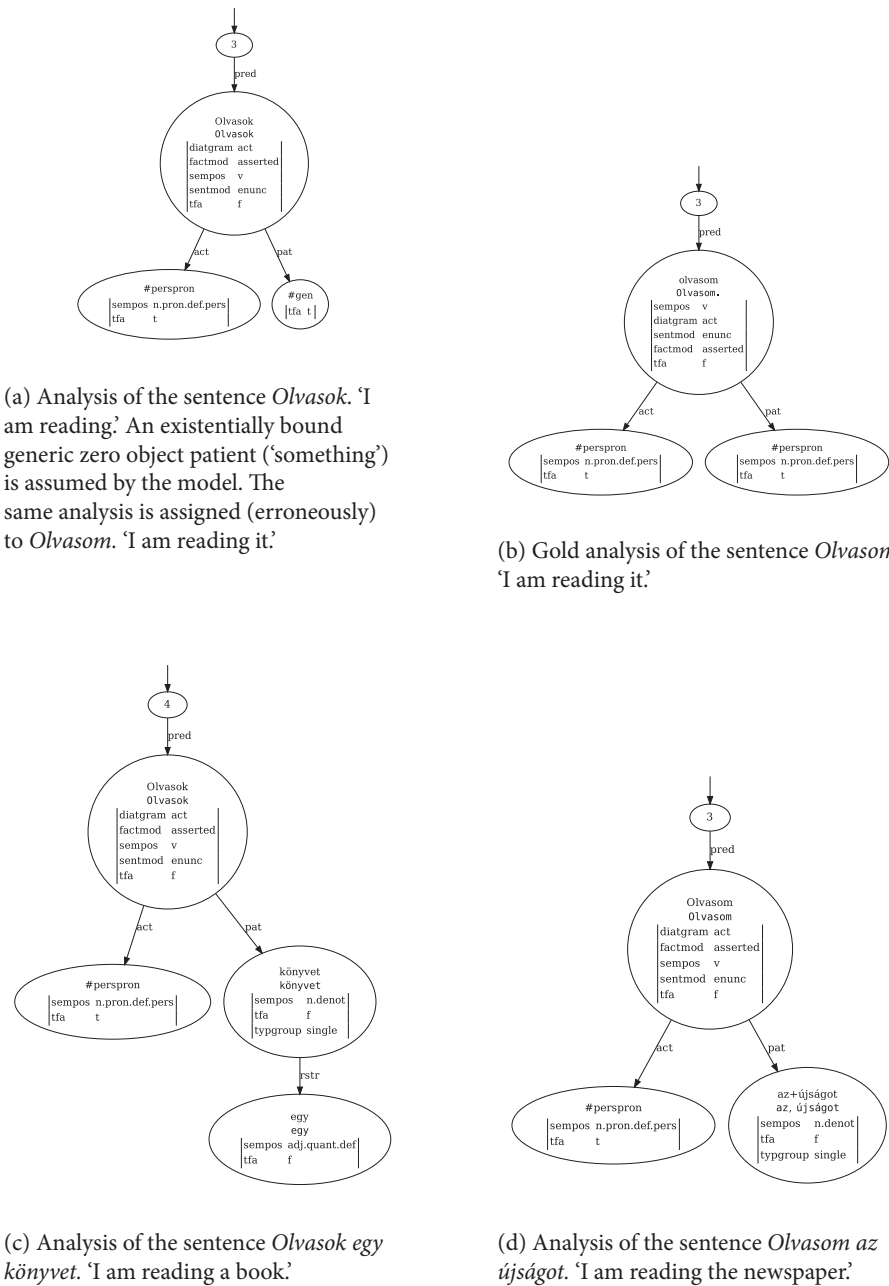 3
pred
Olvasok
Olvasok
diatgram act
factmod asserted
sempos v
sentmod enunc
tfa f
act
pat
#perspron
sempos n.pron.def.pers
tfa t
#gen
tfa t
(a) Analysis of the sentence Olvasok. ‘I
am reading.’ An existentially bound
generic zero object patient (‘something’)
is assumed by the model. The
same analysis is assigned (erroneously)
to Olvasom. ‘I am reading it.’
3
pred
olvasom
Olvasom.
sempos v
diatgram act
sentmod enunc
factmod asserted
tfa f
act
pat
#perspron
sempos n.pron.def.pers
tfa t
#perspron
sempos n.pron.def.pers
tfa t
(b) Gold analysis of the sentence Olvasom
‘I am reading it.’
4
pred
Olvasok
Olvasok
diatgram act
factmod asserted
sempos v
sentmod enunc
tfa f
act
pat
#perspron
sempos n.pron.def.pers
tfa t
könyvet
könyvet
sempos n.denot
tfa f
typgroup single
rstr
egy
egy
sempos adj.quant.def
tfa f
(c) Analysis of the sentence Olvasok egy
könyvet. ‘I am reading a book.’
3
pred
Olvasom
Olvasom
diatgram act
factmod asserted
sempos v
sentmod enunc
tfa f
act
pat
#perspron
sempos n.pron.def.pers
tfa t
az+újságot
az, újságot
sempos n.denot
tfa f
typgroup single
(d) Analysis of the sentence Olvasom az
újságot. ‘I am reading the newspaper.’